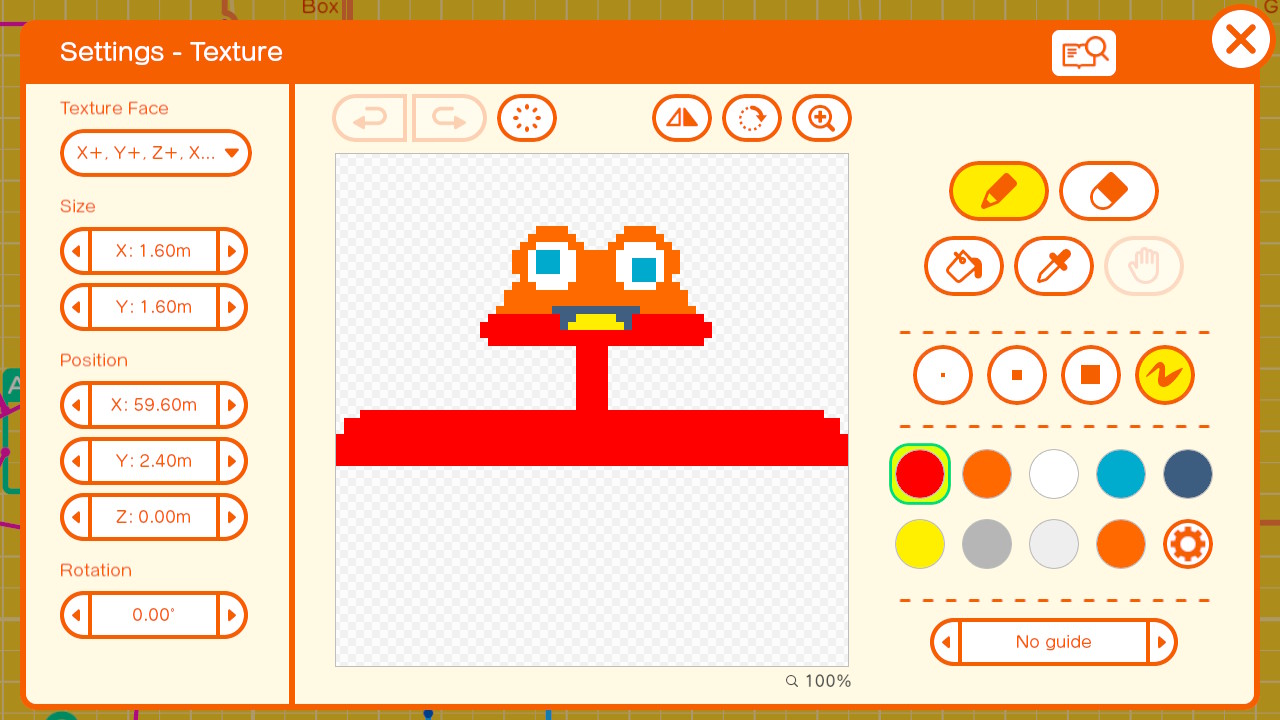 Box
G
Settings - Texture
Texture Face
X+, Y+, Z+, X...
Size
X: 1.60m
Y: 1.60m
Position
X: 59.60m
Y: 2.40m
Z: 0.00m
Rotation
0.00°
A
No guide
100%